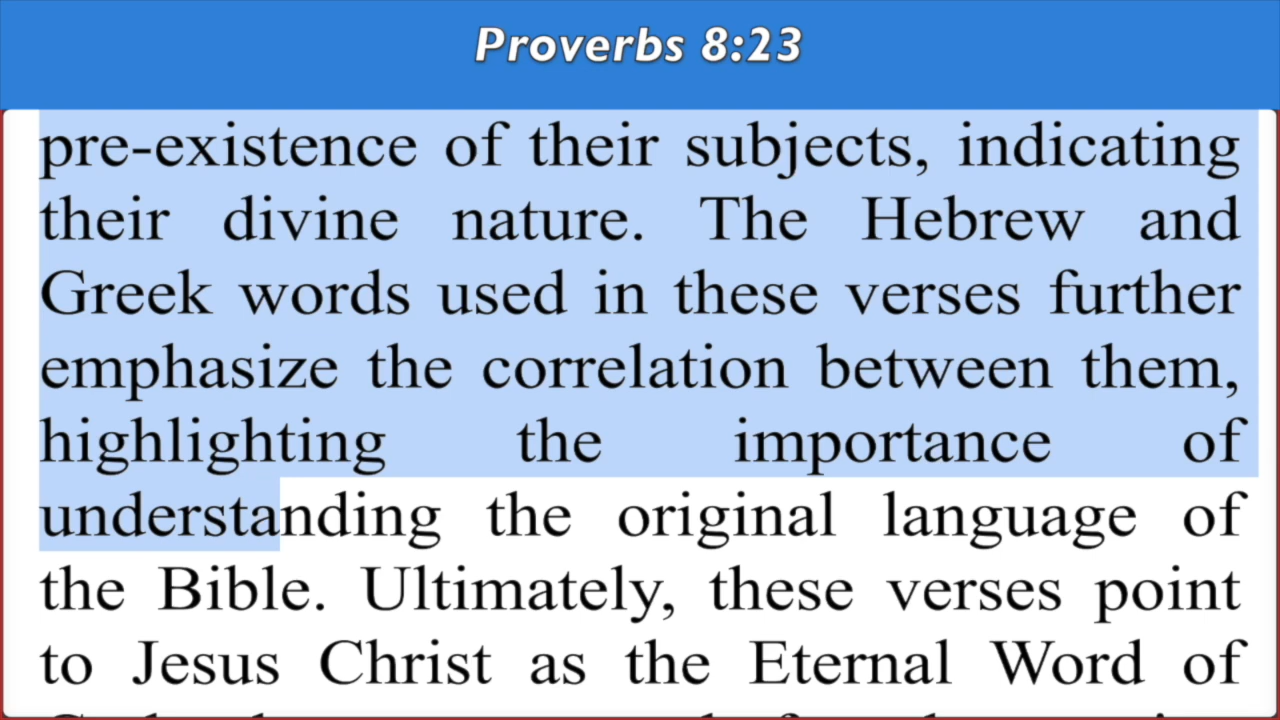 Proverbs 8:23
pre-existence of their subjects, indicating
their divine nature. The Hebrew and
Greek words used in these verses further
emphasize the correlation between them,
highlighting the importance of
understanding the original language of
the Bible. Ultimately, these verses point
to Jesus Christ as the Eternal Word of